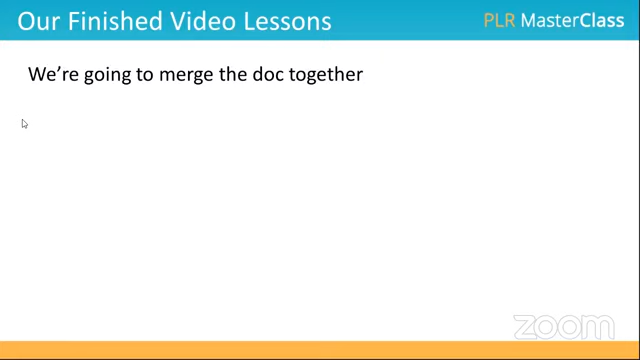 Our Finished Video Lessons
PLR MasterClass
We're going to merge the doc together
zoom